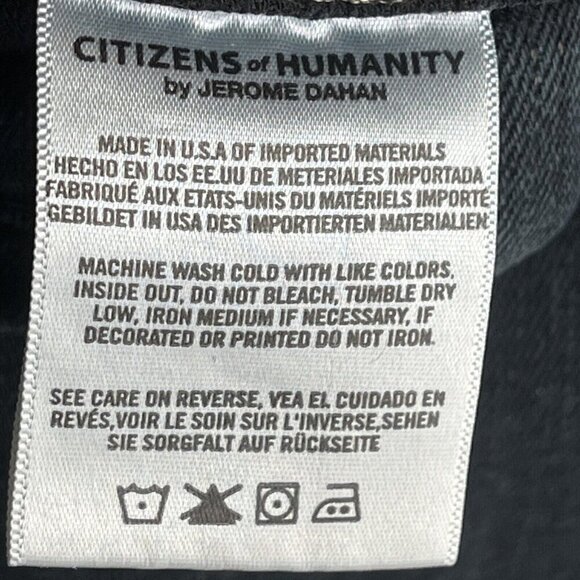 CITIZENS of HUMANITY
by JEROME DAHAN
MADE IN U.S.A OF IMPORTED MATERIALS
HECHO EN LOS EE.UU DE METERIALES IMPORTADA
FABRIQUÉ AUX ETATS-UNIS DU MATÉRIELS IMPORTÉ
GEBILDET IN USA DES IMPORTIERTEN MATERIALIEN
MACHINE WASH COLD WITH LIKE COLORS,
INSIDE OUT, DO NOT BLEACH, TUMBLE DRY
LOW, IRON MEDIUM IF NECESSARY, IF
DECORATED OR PRINTED DO NOT IRON.
SEE CARE ON REVERSE, VEA EL CUIDADO EN
REVÉS,VOIR LE SOIN SUR L'INVERSE,SEHEN
SIE SORGFALT AUF RÜCKSEITE